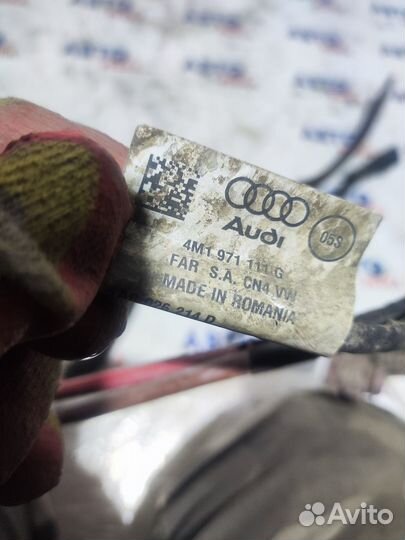 Audi
05S
4M1 971 111 G
FAR S.A. CN4 VW
MADE IN ROMANIA
Avito